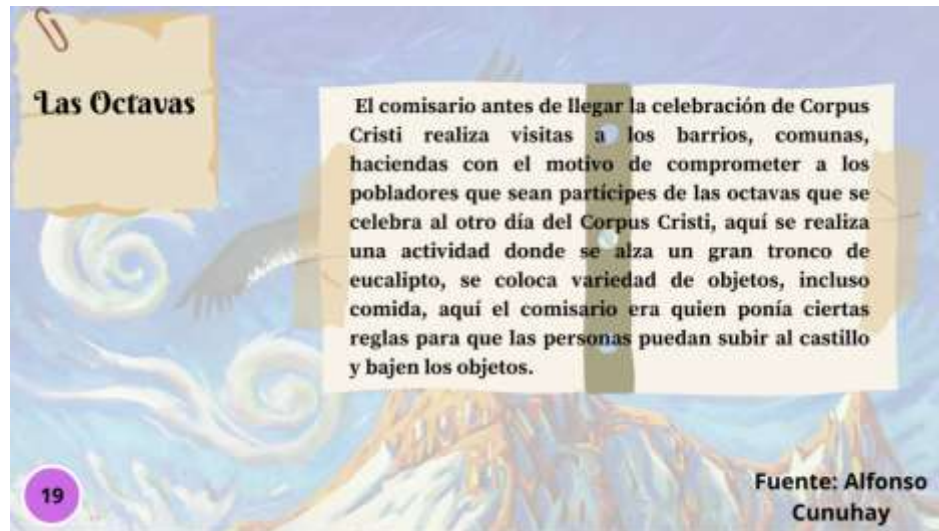 Las Octavas
El comisario antes de llegar la celebración de Corpus
Cristi realiza visitas a los barrios, comunas,
haciendas con el motivo de comprometer a los
pobladores que sean partícipes de las octavas que se
celebra al otro día del Corpus Cristi, aquí se realiza
una actividad donde se alza un gran tronco de
eucalipto, se coloca variedad de objetos, incluso
comida, aquí el comisario era quien ponía ciertas
reglas para que las personas puedan subir al castillo
y bajen los objetos.
19
Fuente: Alfonso
Cunuhay